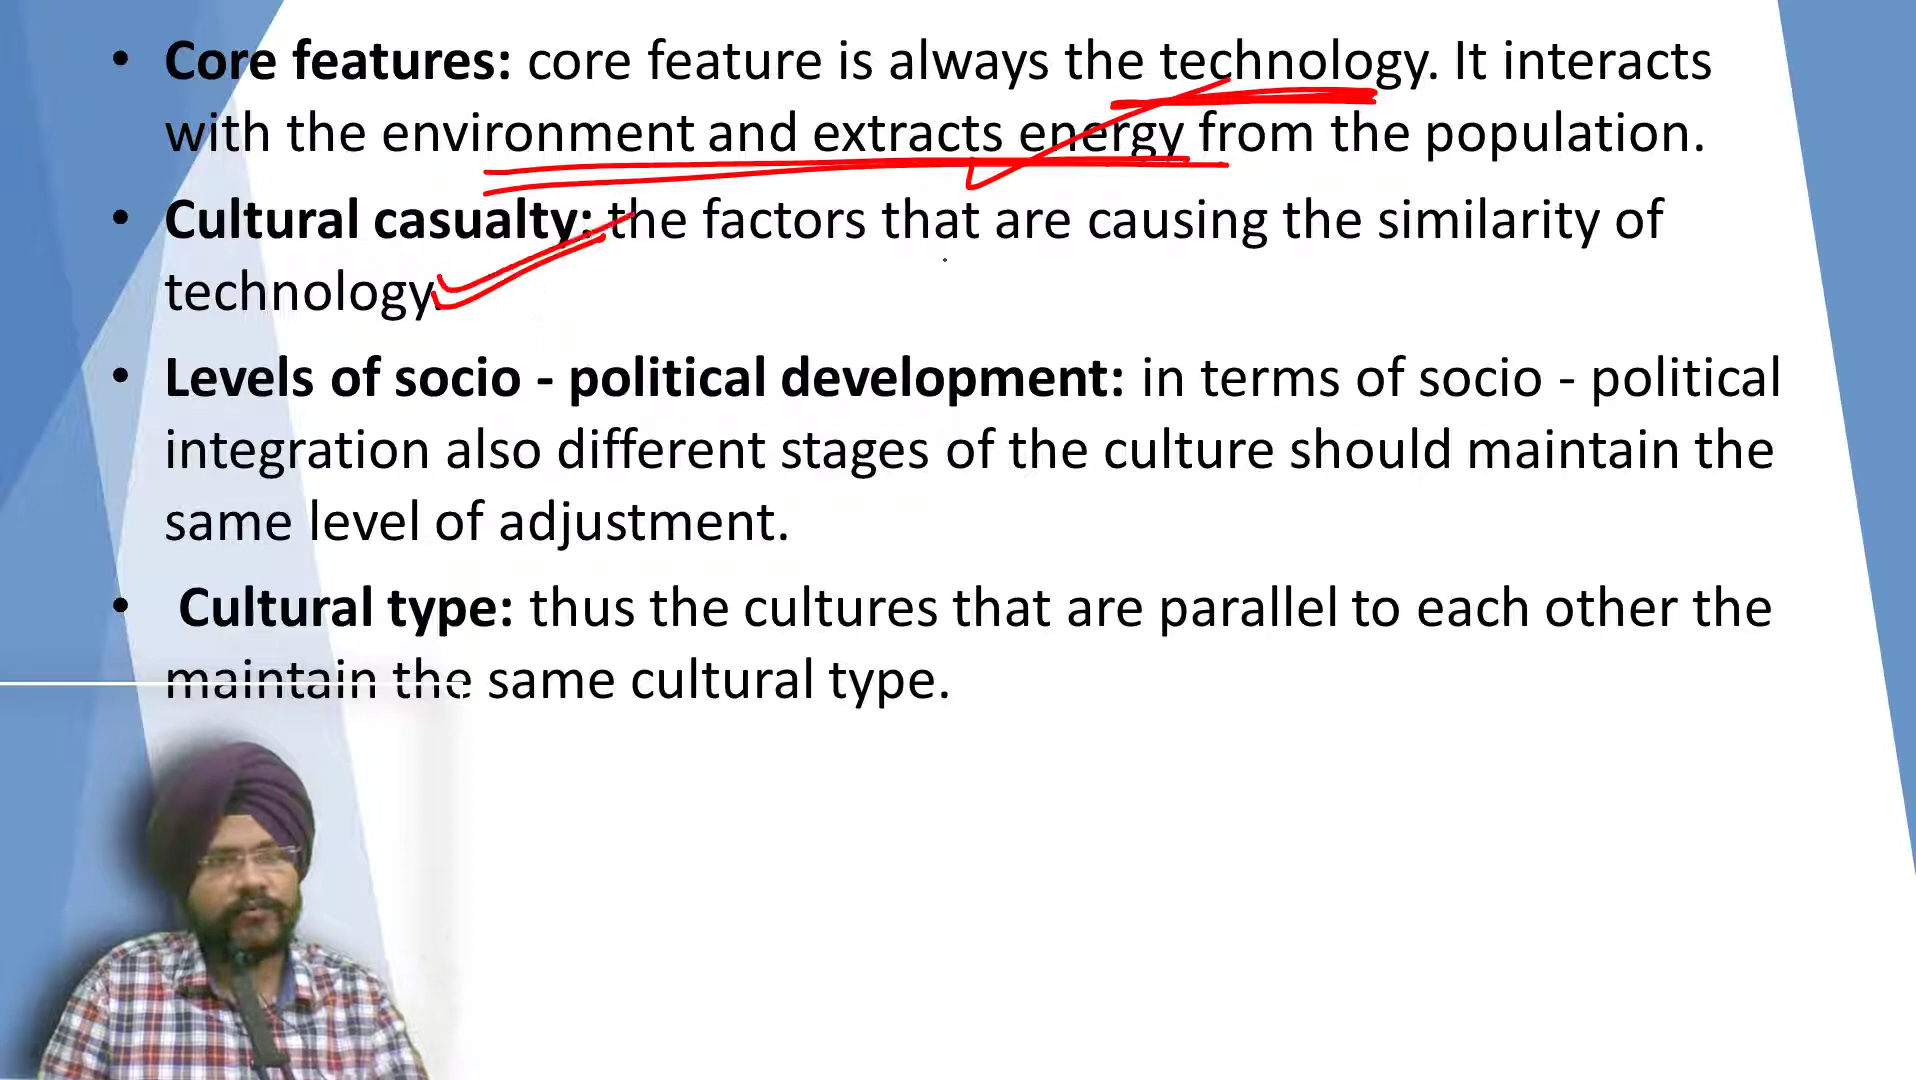 • Core features: core feature is always the technology. It interacts
with the environment and extracts energy from the population.
• Cultural casualty: the factors that are causing the similarity of
technology.
• Levels of socio - political development: in terms of socio - political
integration also different stages of the culture should maintain the
same level of adjustment.
• Cultural type: thus the cultures that are parallel to each other the
maintain the same cultural type.